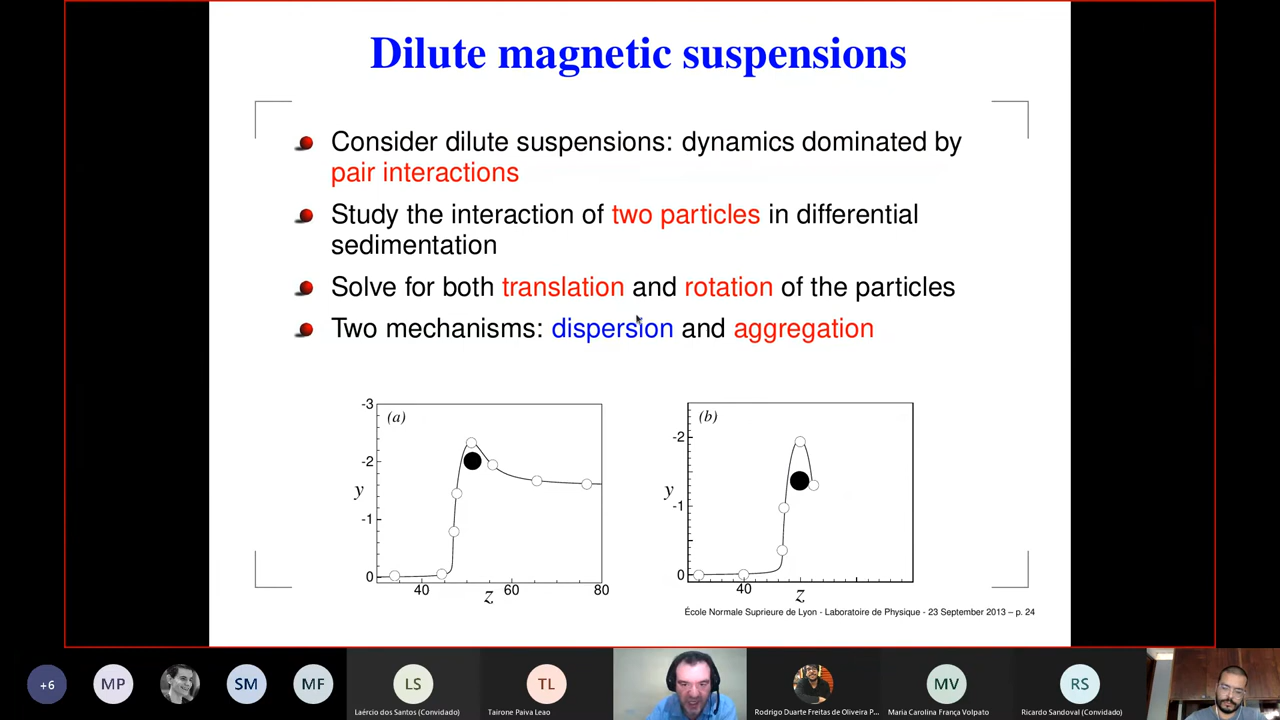 Dilute magnetic suspensions
Consider dilute suspensions: dynamics dominated by
pair interactions
Study the interaction of two particles in differential
sedimentation
Solve for both translation and rotation of the particles
Two mechanisms: dispersion and aggregation
-3
(a)
-2
y
-1
0
40
z
60
80
(b)
-2
y
-1
0
40
z
École Normale Suprieure de Lyon - Laboratoire de Physique - 23 September 2013 – p. 24
+6
MP
SM
MF
LS
Laércio dos Santos (Convidado)
TL
Tairone Paiva Leao
Rodrigo Duarte Freitas de Oliveira P...
MV
Maria Carolina França Volpato
RS
Ricardo Sandoval (Convidado)